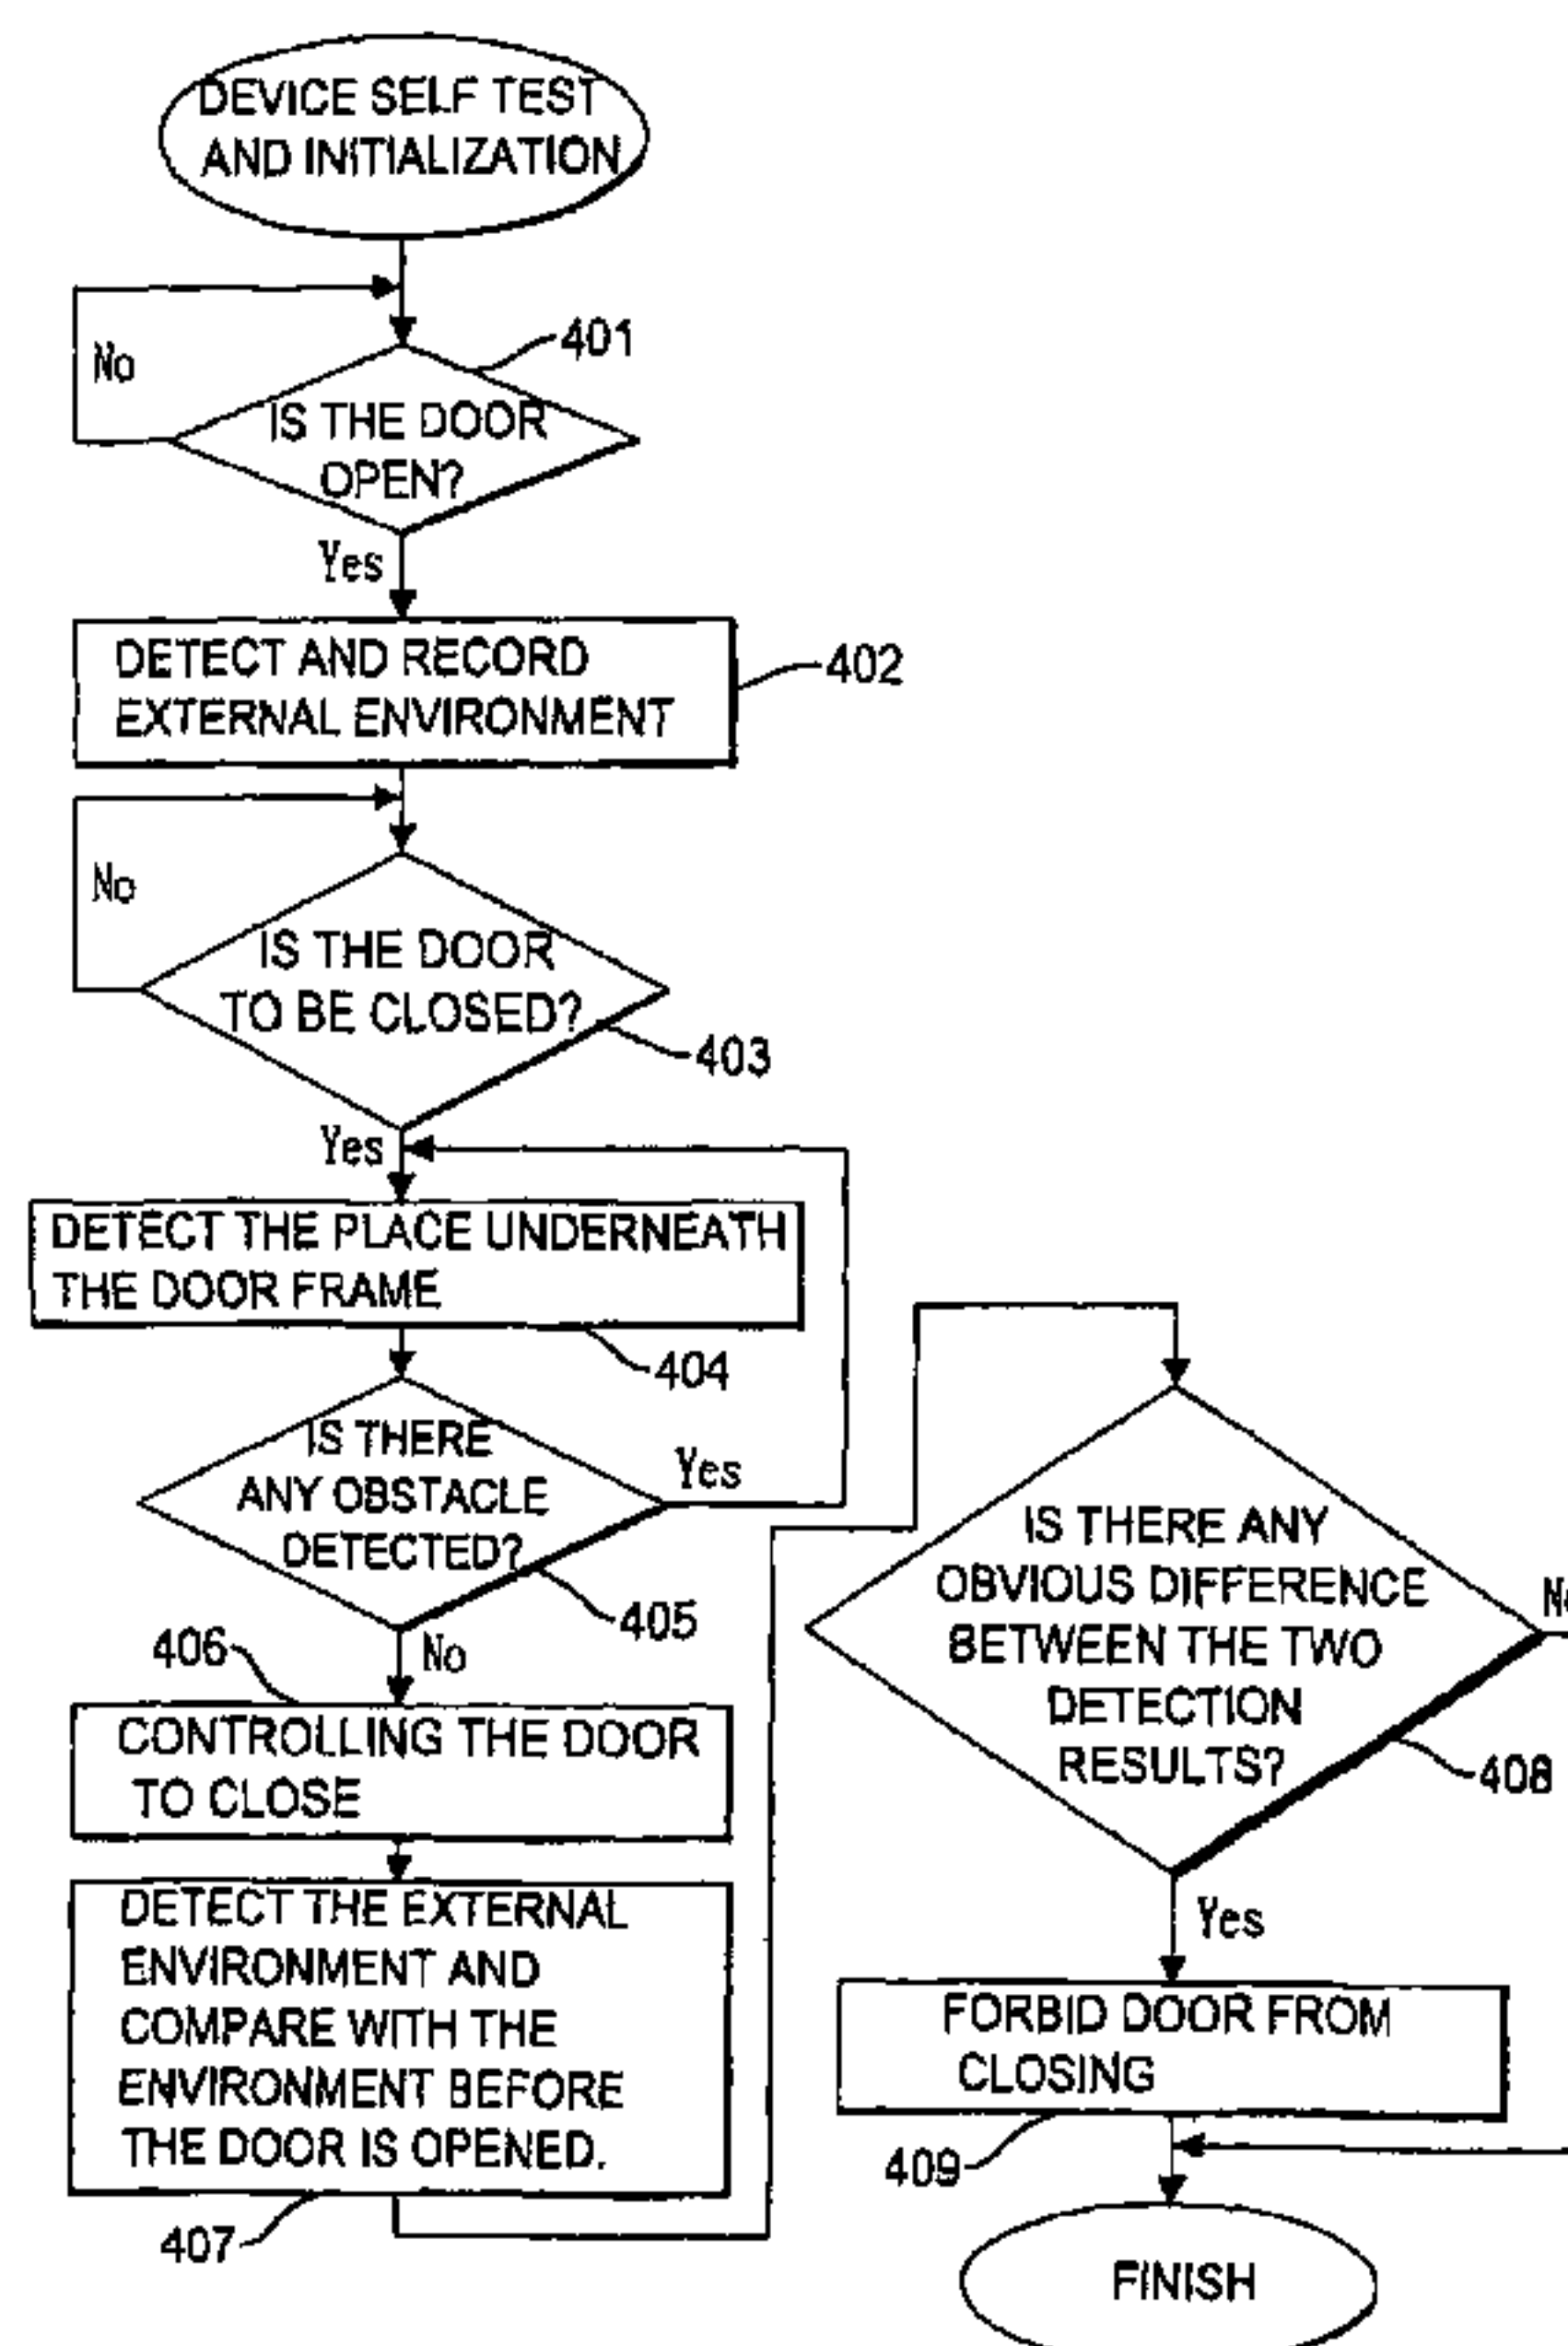 DEVICE SELF TEST
AND INITIALIZATION
No
401
IS THE DOOR
OPEN?
Yes
DETECT AND RECORD
EXTERNAL ENVIRONMENT
402
No
IS THE DOOR
TO BE CLOSED?
403
Yes
DETECT THE PLACE UNDERNEATH
THE DOOR FRAME
404
IS THERE
ANY OBSTACLE
DETECTED?
Yes
405
No
406
CONTROLLING THE DOOR
TO CLOSE
DETECT THE EXTERNAL
ENVIRONMENT AND
COMPARE WITH THE
ENVIRONMENT BEFORE
THE DOOR IS OPENED.
407
IS THERE ANY
OBVIOUS DIFFERENCE
BETWEEN THE TWO
DETECTION
RESULTS?
408
Yes
FORBID DOOR FROM
CLOSING
409
FINISH